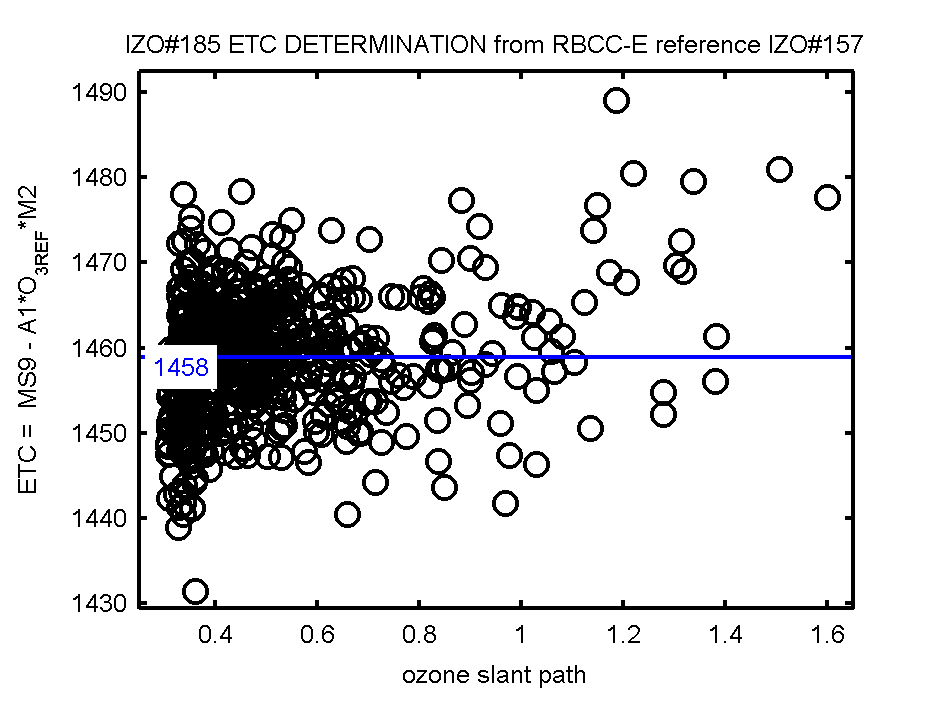 IZO#185 ETC DETERMINATION from RBCC-E reference IZO#157
ETC = MS9 - A1*O3REF*M2
1490
1480
1470
1460
1450
1440
1430
1458
0.4 0.6 0.8 1 1.2 1.4 1.6
ozone slant path